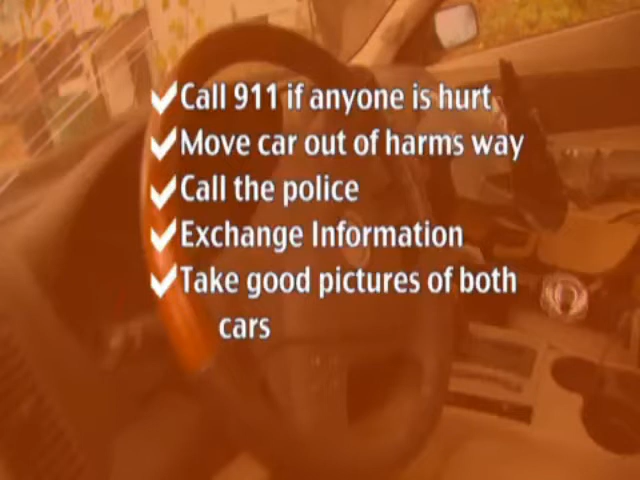 Call 911 if anyone is hurt
Move car out of harms way
Call the police
Exchange Information
Take good pictures of both
cars